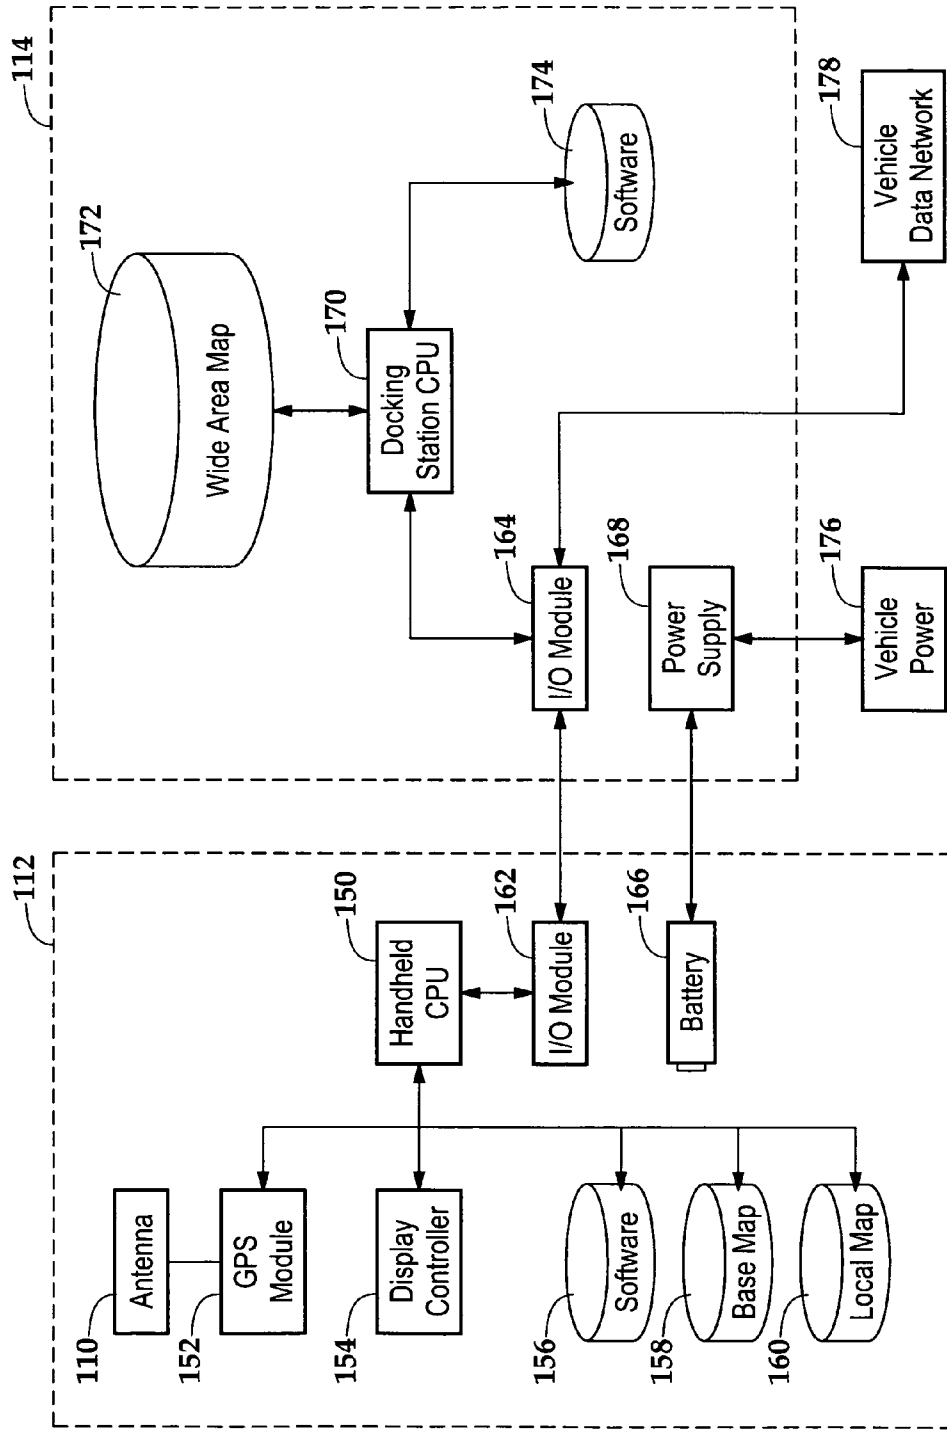 112
110
Antenna
152
GPS
Module
154
Display
Controller
150
Handheld
CPU
162
I/O Module
166
Battery
156
Software
158
Base Map
160
Local Map
114
172
Wide Area Map
170
Docking
Station CPU
174
Software
164
I/O Module
168
Power
Supply
176
Vehicle
Power
178
Vehicle
Data Network